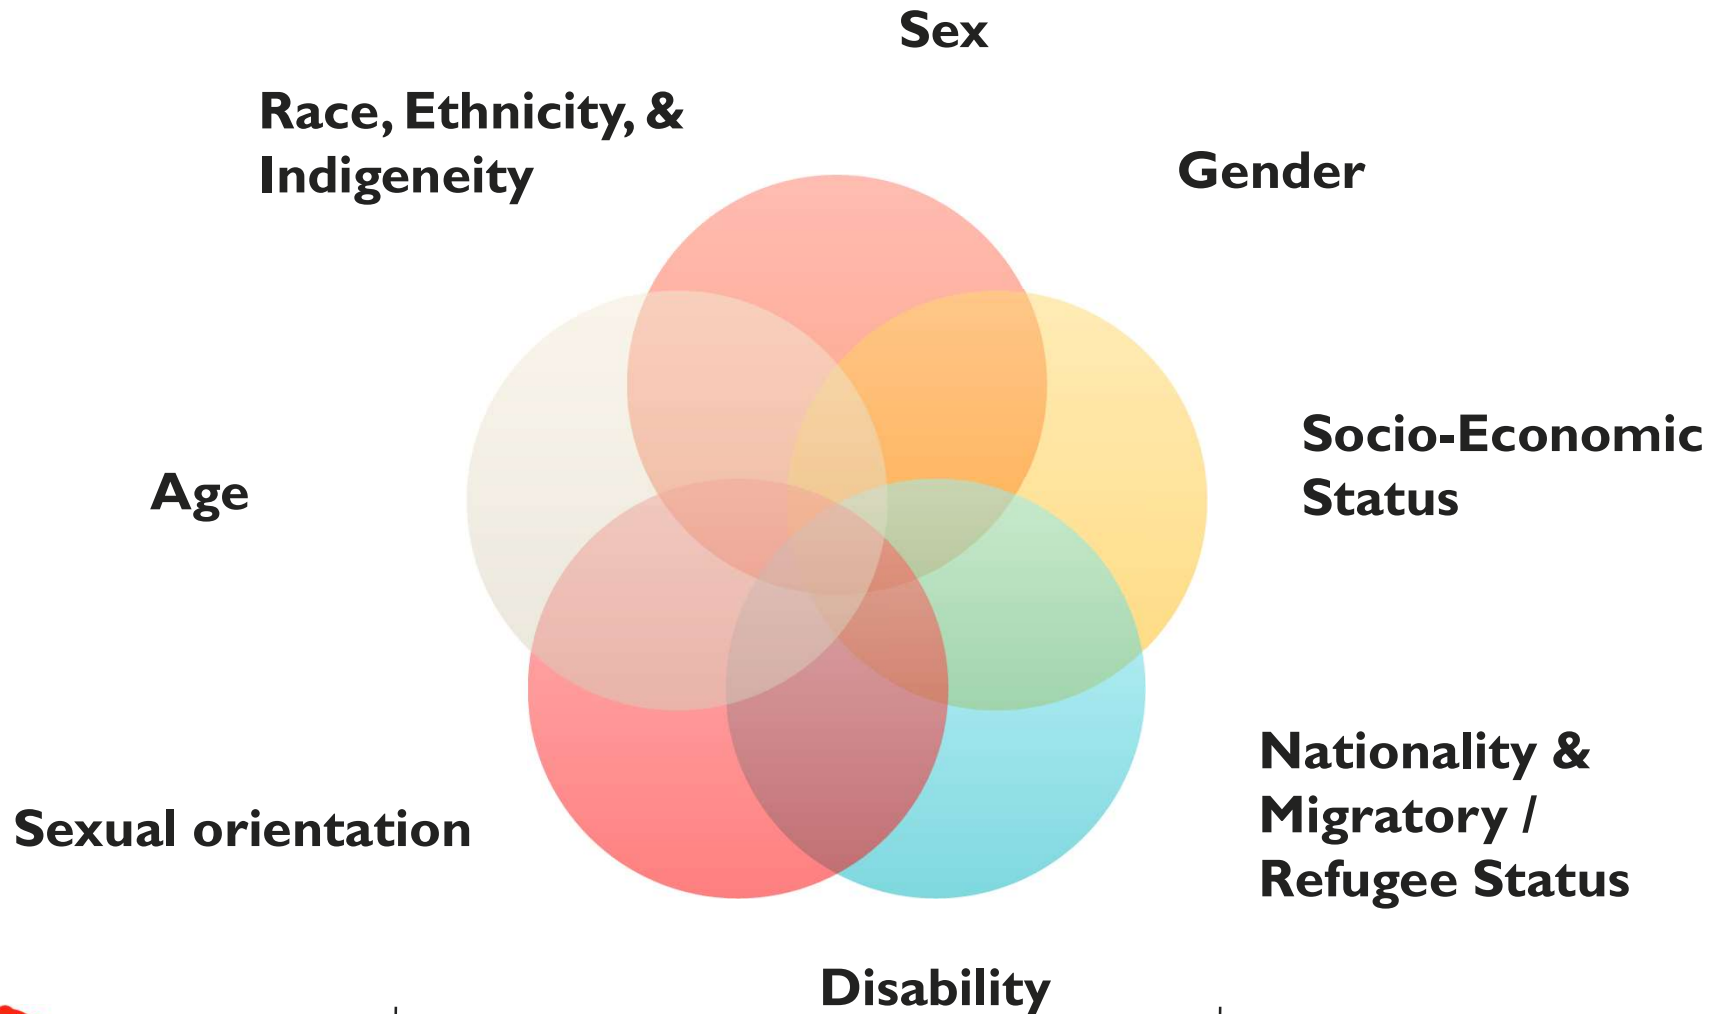 Sex
Race, Ethnicity, &
Indigeneity
Gender
Socio-Economic
Status
Age
Nationality &
Migratory /
Refugee Status
Sexual orientation
Disability